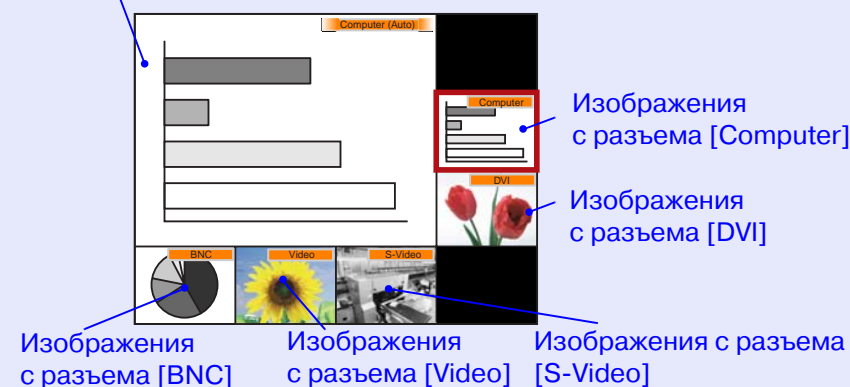 Computer (Auto)
Computer
Изображения
с разъема [Computer]
DVI
Изображения
с разъема [DVI]
BNC
Video
S-Video
Изображения
с разъема [BNC]
Изображения
с разъема [Video]
Изображения с разъема
[S-Video]